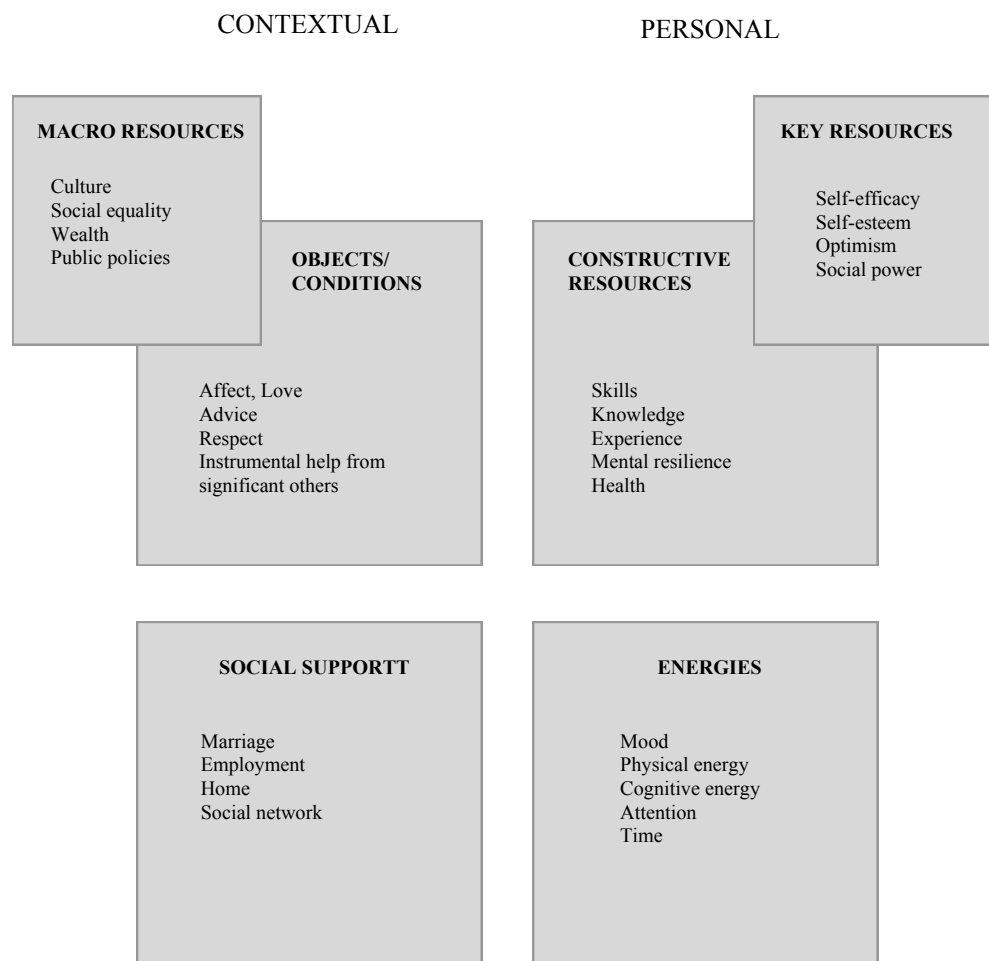 CONTEXTUAL
PERSONAL
MACRO RESOURCES
Culture
Social equality
Wealth
Public policies
OBJECTS/
CONDITIONS
Affect, Love
Advice
Respect
Instrumental help from
significant others
KEY RESOURCES
Self-efficacy
Self-esteem
Optimism
Social power
CONSTRUCTIVE
RESOURCES
Skills
Knowledge
Experience
Mental resilience
Health
SOCIAL SUPPORTT
Marriage
Employment
Home
Social network
ENERGIES
Mood
Physical energy
Cognitive energy
Attention
Time